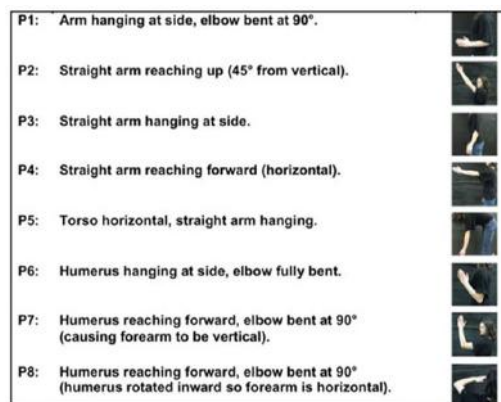 P1: Arm hanging at side, elbow bent at 90°.
P2: Straight arm reaching up (45° from vertical).
P3: Straight arm hanging at side.
P4: Straight arm reaching forward (horizontal).
P5: Torso horizontal, straight arm hanging.
P6: Humerus hanging at side, elbow fully bent.
P7: Humerus reaching forward, elbow bent at 90°
(causing forearm to be vertical).
P8: Humerus reaching forward, elbow bent at 90°
(humerus rotated inward so forearm is horizontal).